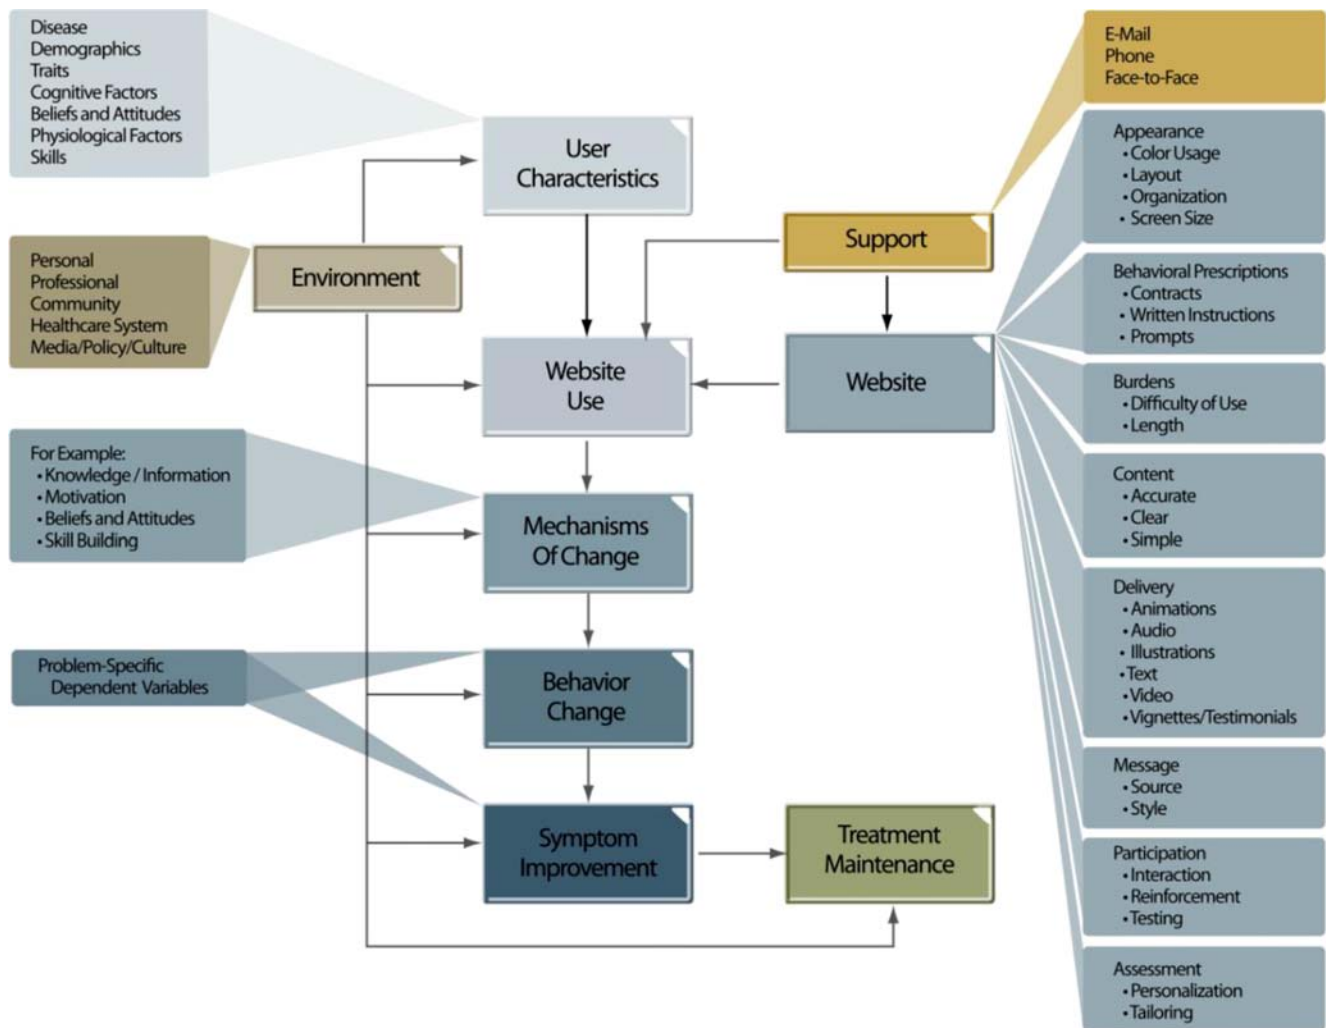 Disease
Demographics
Traits
Cognitive Factors
Beliefs and Attitudes
Physiological Factors
Skills
User
Characteristics
Personal
Professional
Community
Healthcare System
Media/Policy/Culture
Environment
Support
E-Mail
Phone
Face-to-Face
Website
Use
Website
For Example:
• Knowledge / Information
• Motivation
• Beliefs and Attitudes
• Skill Building
Mechanisms
Of Change
Problem-Specific
Dependent Variables
Behavior
Change
Symptom
Improvement
Treatment
Maintenance
Appearance
• Color Usage
• Layout
• Organization
• Screen Size
Behavioral Prescriptions
• Contracts
• Written Instructions
• Prompts
Burdens
• Difficulty of Use
• Length
Content
• Accurate
• Clear
• Simple
Delivery
• Animations
• Audio
• Illustrations
• Text
• Video
• Vignettes/Testimonials
Message
• Source
• Style
Participation
• Interaction
• Reinforcement
• Testing
Assessment
• Personalization
• Tailoring